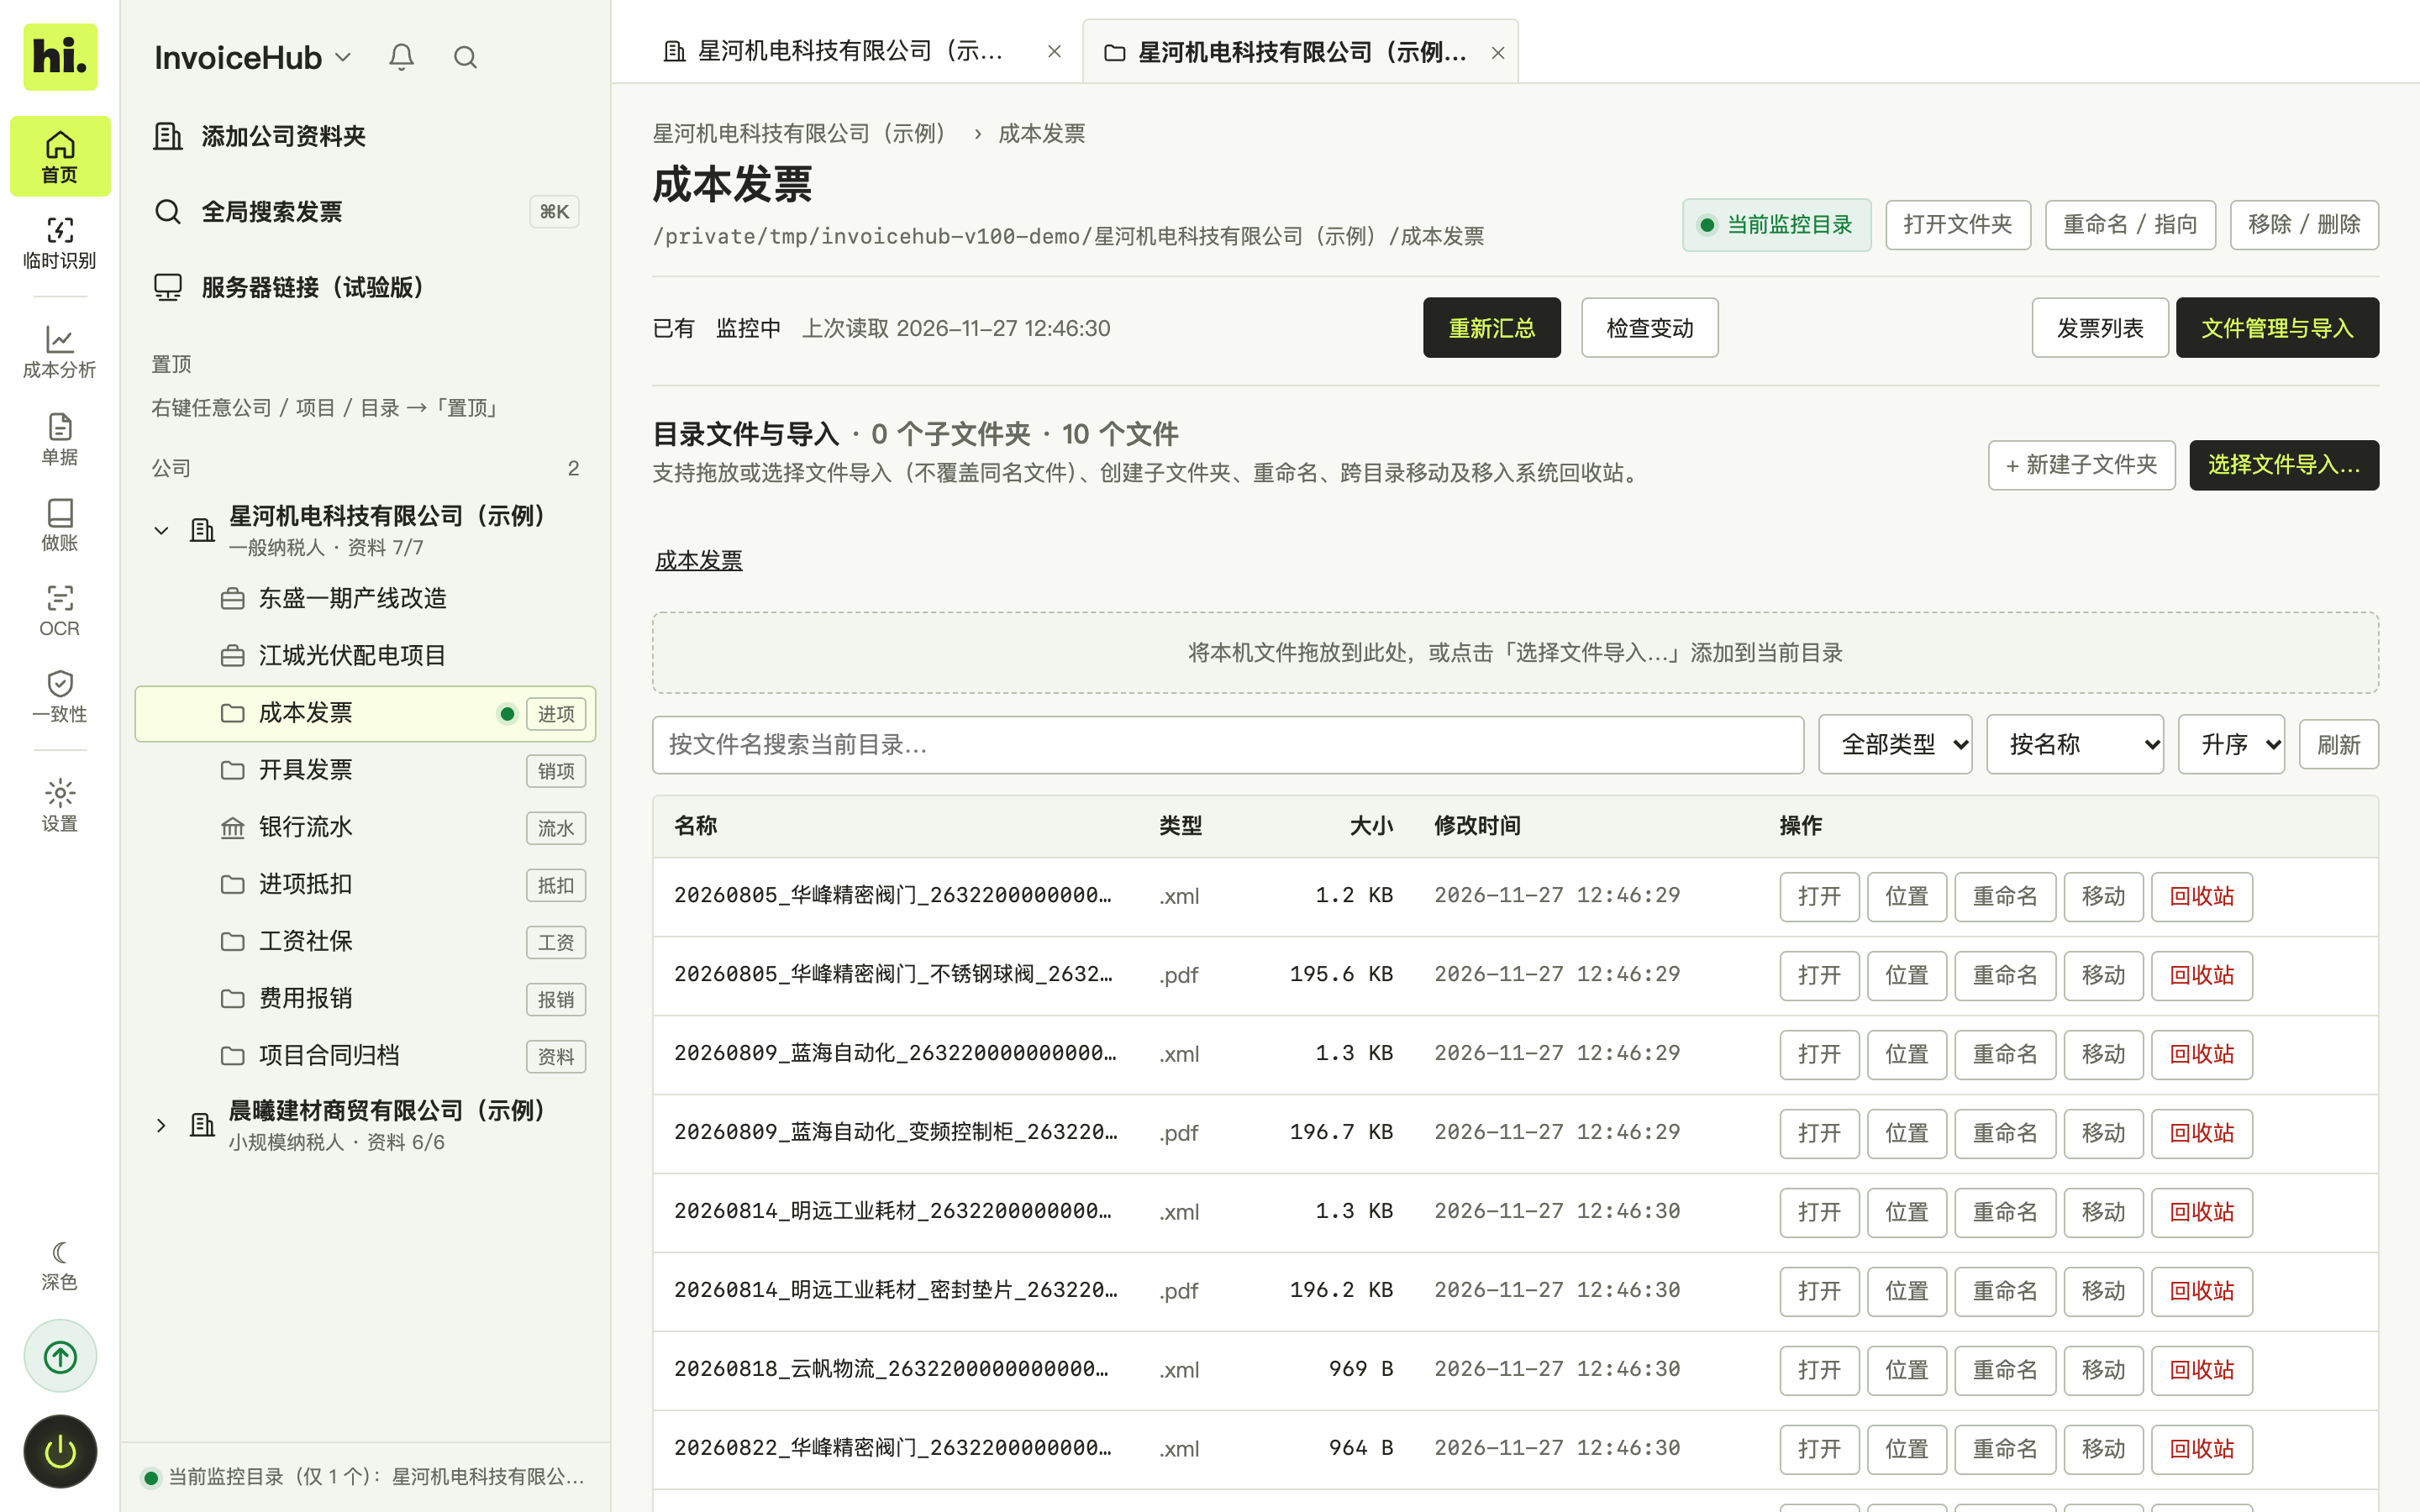 hi.
首页
临时识别
成本分析
单据
做账
OCR
一致性
设置
深色
InvoiceHub
添加公司资料夹
全局搜索发票 ⌘K
服务器链接（试验版）
置顶
右键任意公司 / 项目 / 目录 →「置顶」
公司 2
星河机电科技有限公司（示例）
一般纳税人 · 资料 7/7
东盛一期产线改造
江城光伏配电项目
成本发票 进项
开具发票 销项
银行流水 流水
进项抵扣 抵扣
工资社保 工资
费用报销 报销
项目合同归档 资料
晨曦建材商贸有限公司（示例）
小规模纳税人 · 资料 6/6
当前监控目录（仅 1 个）：星河机电科技有限公...
星河机电科技有限公司（示... ×
星河机电科技有限公司（示例... ×
星河机电科技有限公司（示例） › 成本发票
成本发票
/private/tmp/invoicehub-v100-demo/星河机电科技有限公司（示例）/成本发票
当前监控目录 打开文件夹 重命名 / 指向 移除 / 删除
已有 监控中 上次读取 2026-11-27 12:46:30 重新汇总 检查变动 发票列表 文件管理与导入
目录文件与导入 · 0 个子文件夹 · 10 个文件
支持拖放或选择文件导入（不覆盖同名文件）、创建子文件夹、重命名、跨目录移动及移入系统回收站。
+ 新建子文件夹 选择文件导入...
成本发票
将本机文件拖放到此处，或点击「选择文件导入...」添加到当前目录
按文件名搜索当前目录... 全部类型 按名称 升序 刷新
名称 类型 大小 修改时间 操作
20260805_华峰精密阀门_2632200000000... .xml 1.2 KB 2026-11-27 12:46:29 打开 位置 重命名 移动 回收站
20260805_华峰精密阀门_不锈钢球阀_2632... .pdf 195.6 KB 2026-11-27 12:46:29 打开 位置 重命名 移动 回收站
20260809_蓝海自动化_263220000000000... .xml 1.3 KB 2026-11-27 12:46:29 打开 位置 重命名 移动 回收站
20260809_蓝海自动化_变频控制柜_263220... .pdf 196.7 KB 2026-11-27 12:46:29 打开 位置 重命名 移动 回收站
20260814_明远工业耗材_2632200000000... .xml 1.3 KB 2026-11-27 12:46:30 打开 位置 重命名 移动 回收站
20260814_明远工业耗材_密封垫片_263220... .pdf 196.2 KB 2026-11-27 12:46:30 打开 位置 重命名 移动 回收站
20260818_云帆物流_2632200000000000... .xml 969 B 2026-11-27 12:46:30 打开 位置 重命名 移动 回收站
20260822_华峰精密阀门_2632200000000... .xml 964 B 2026-11-27 12:46:30 打开 位置 重命名 移动 回收站